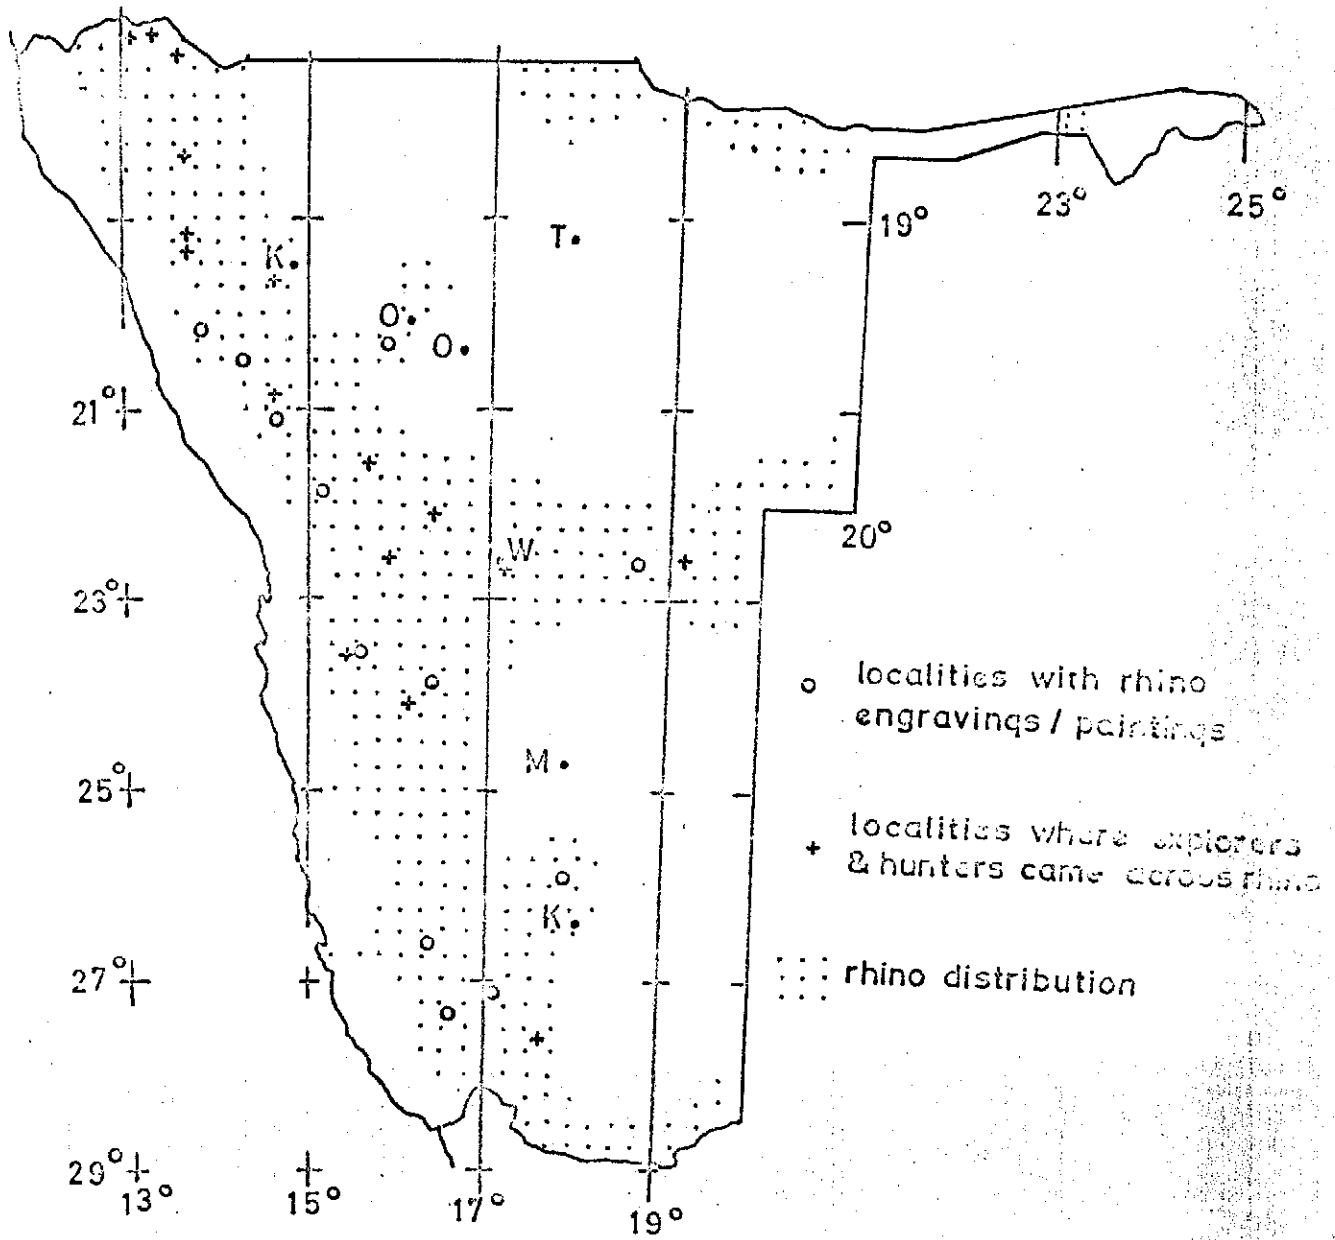 23°
25°
19°
T.
K.
O.
O.
21°
20°
W
23°
localities with rhino
engravings / paintings
M.
25°
localities where explorers
& hunters came across rhino
K.
27°
rhino distribution
29°
13°
15°
17°
19°